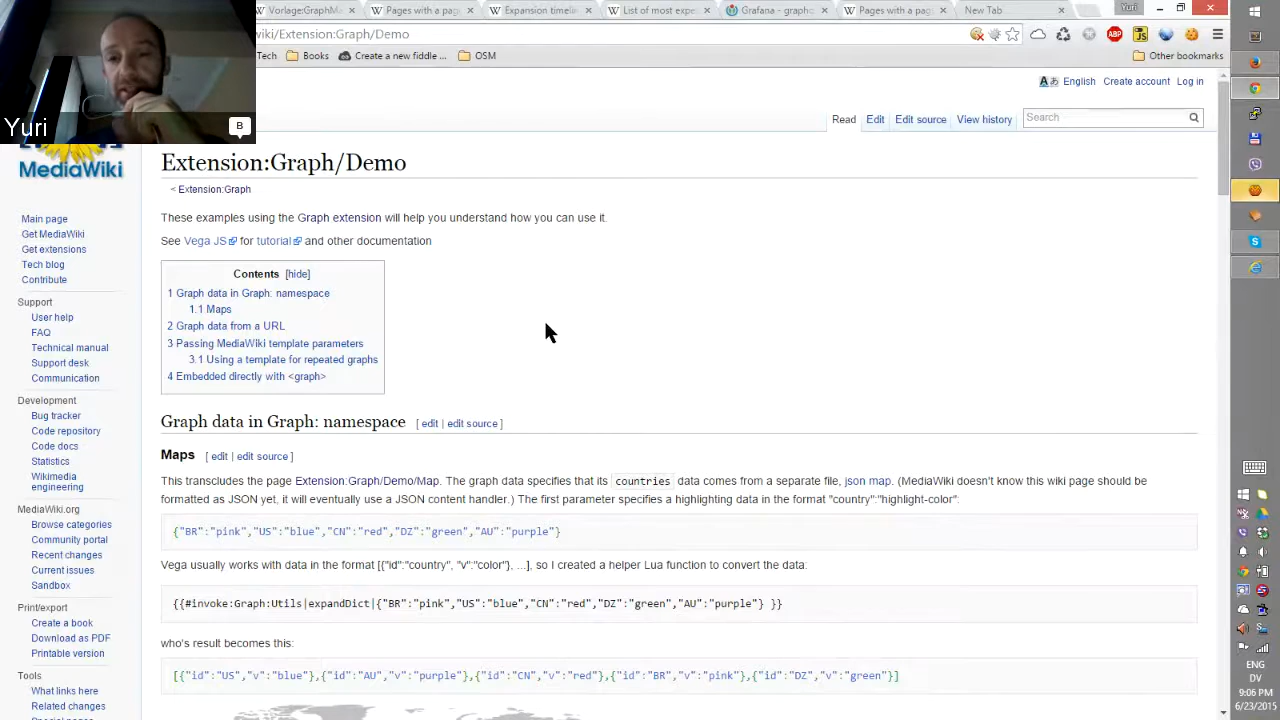 Vorlage:GraphM
Pages with a pag
Expansion timelin
List of most expe
Grafana - graphs
Pages with a pag
New Tab
Yurii
wiki/Extension:Graph/Demo
Tech
Books
Create a new fiddle ...
OSM
Other bookmarks
Yuri
B
English Create account Log in
Read Edit Edit source View history
Search
MediaWiki
Main page
Get MediaWiki
Get extensions
Tech blog
Contribute
Support
User help
FAQ
Technical manual
Support desk
Communication
Development
Bug tracker
Code repository
Code docs
Statistics
Wikimedia
engineering
MediaWiki.org
Browse categories
Community portal
Recent changes
Current issues
Sandbox
Print/export
Create a book
Download as PDF
Printable version
Tools
What links here
Related changes
Extension:Graph/Demo
< Extension:Graph
These examples using the Graph extension will help you understand how you can use it.
See Vega JS for tutorial and other documentation
Contents [hide]
1 Graph data in Graph: namespace
1.1 Maps
2 Graph data from a URL
3 Passing MediaWiki template parameters
3.1 Using a template for repeated graphs
4 Embedded directly with <graph>
Graph data in Graph: namespace [ edit | edit source ]
Maps [ edit | edit source ]
This transcludes the page Extension:Graph/Demo/Map. The graph data specifies that its countries data comes from a separate file, json map. (MediaWiki doesn't know this wiki page should be
formatted as JSON yet, it will eventually use a JSON content handler.) The first parameter specifies a highlighting data in the format "country":"highlight-color":
{"BR":"pink","US":"blue","CN":"red","DZ":"green","AU":"purple"}
Vega usually works with data in the format [{"id":"country", "v":"color"}, ...], so I created a helper Lua function to convert the data:
{{#invoke:Graph:Utils|expandDict|{"BR":"pink","US":"blue","CN":"red","DZ":"green","AU":"purple"} }}
who's result becomes this:
[{"id":"US","v":"blue"},{"id":"AU","v":"purple"},{"id":"CN","v":"red"},{"id":"BR","v":"pink"},{"id":"DZ","v":"green"}]
ENG
DV
9:06 PM
6/23/2015